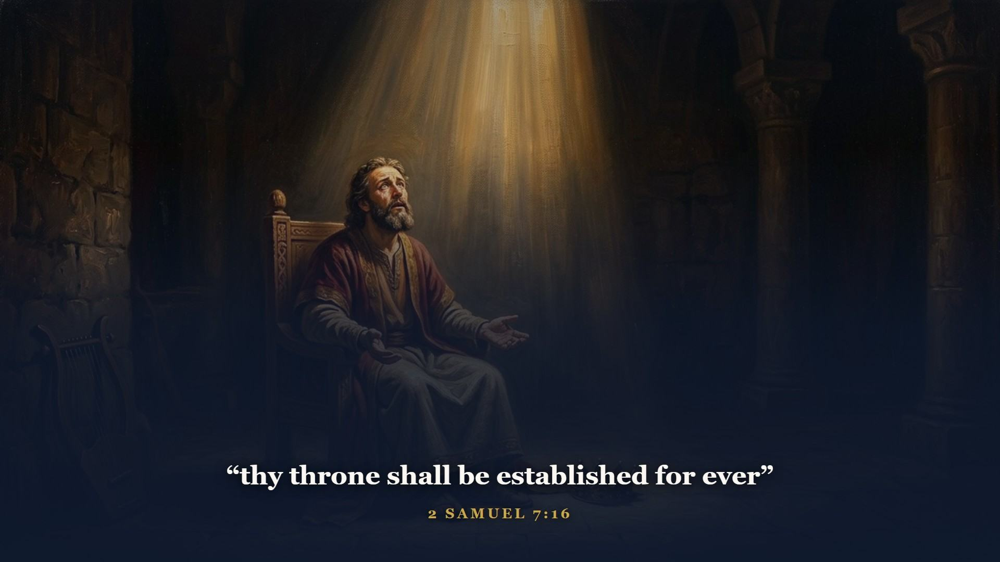 “thy throne shall be established for ever”
2 SAMUEL 7:16